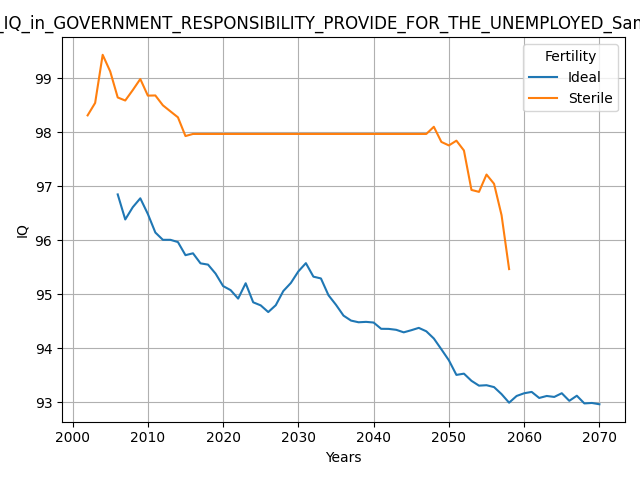 _IQ_in_GOVERNMENT_RESPONSIBILITY_PROVIDE_FOR_THE_UNEMPLOYED_Sam
Fertility
Ideal
Sterile
99
98
97
96
95
94
93
IQ
2000 2010 2020 2030 2040 2050 2060 2070
Years